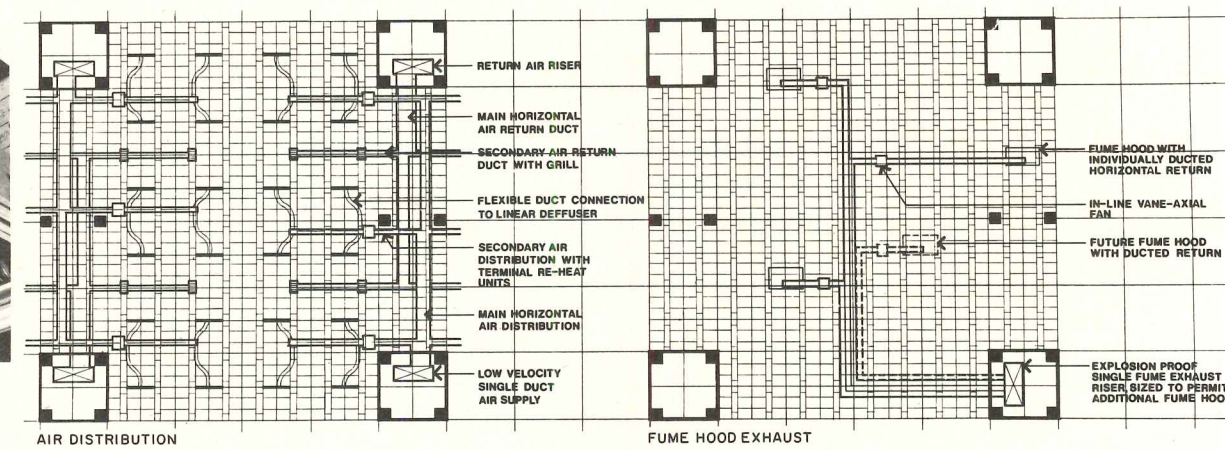 RETURN AIR RISER
MAIN HORIZONTAL
AIR RETURN DUCT
SECONDARY AIR RETURN
DUCT WITH GRILL
FLEXIBLE DUCT CONNECTION
TO LINEAR DEFFUSER
SECONDARY AIR
DISTRIBUTION WITH
TERMINAL RE-HEAT
UNITS
MAIN HORIZONTAL
AIR DISTRIBUTION
LOW VELOCITY
SINGLE DUCT
AIR SUPPLY
AIR DISTRIBUTION
FUME HOOD WITH
INDIVIDUALLY DUCTED
HORIZONTAL RETURN
IN-LINE VANE-AXIAL
FAN
FUTURE FUME HOOD
WITH DUCTED RETURN
EXPLOSION PROOF
SINGLE FUME EXHAUST
RISER, SIZED TO PERMIT
ADDITIONAL FUME HOO
FUME HOOD EXHAUST